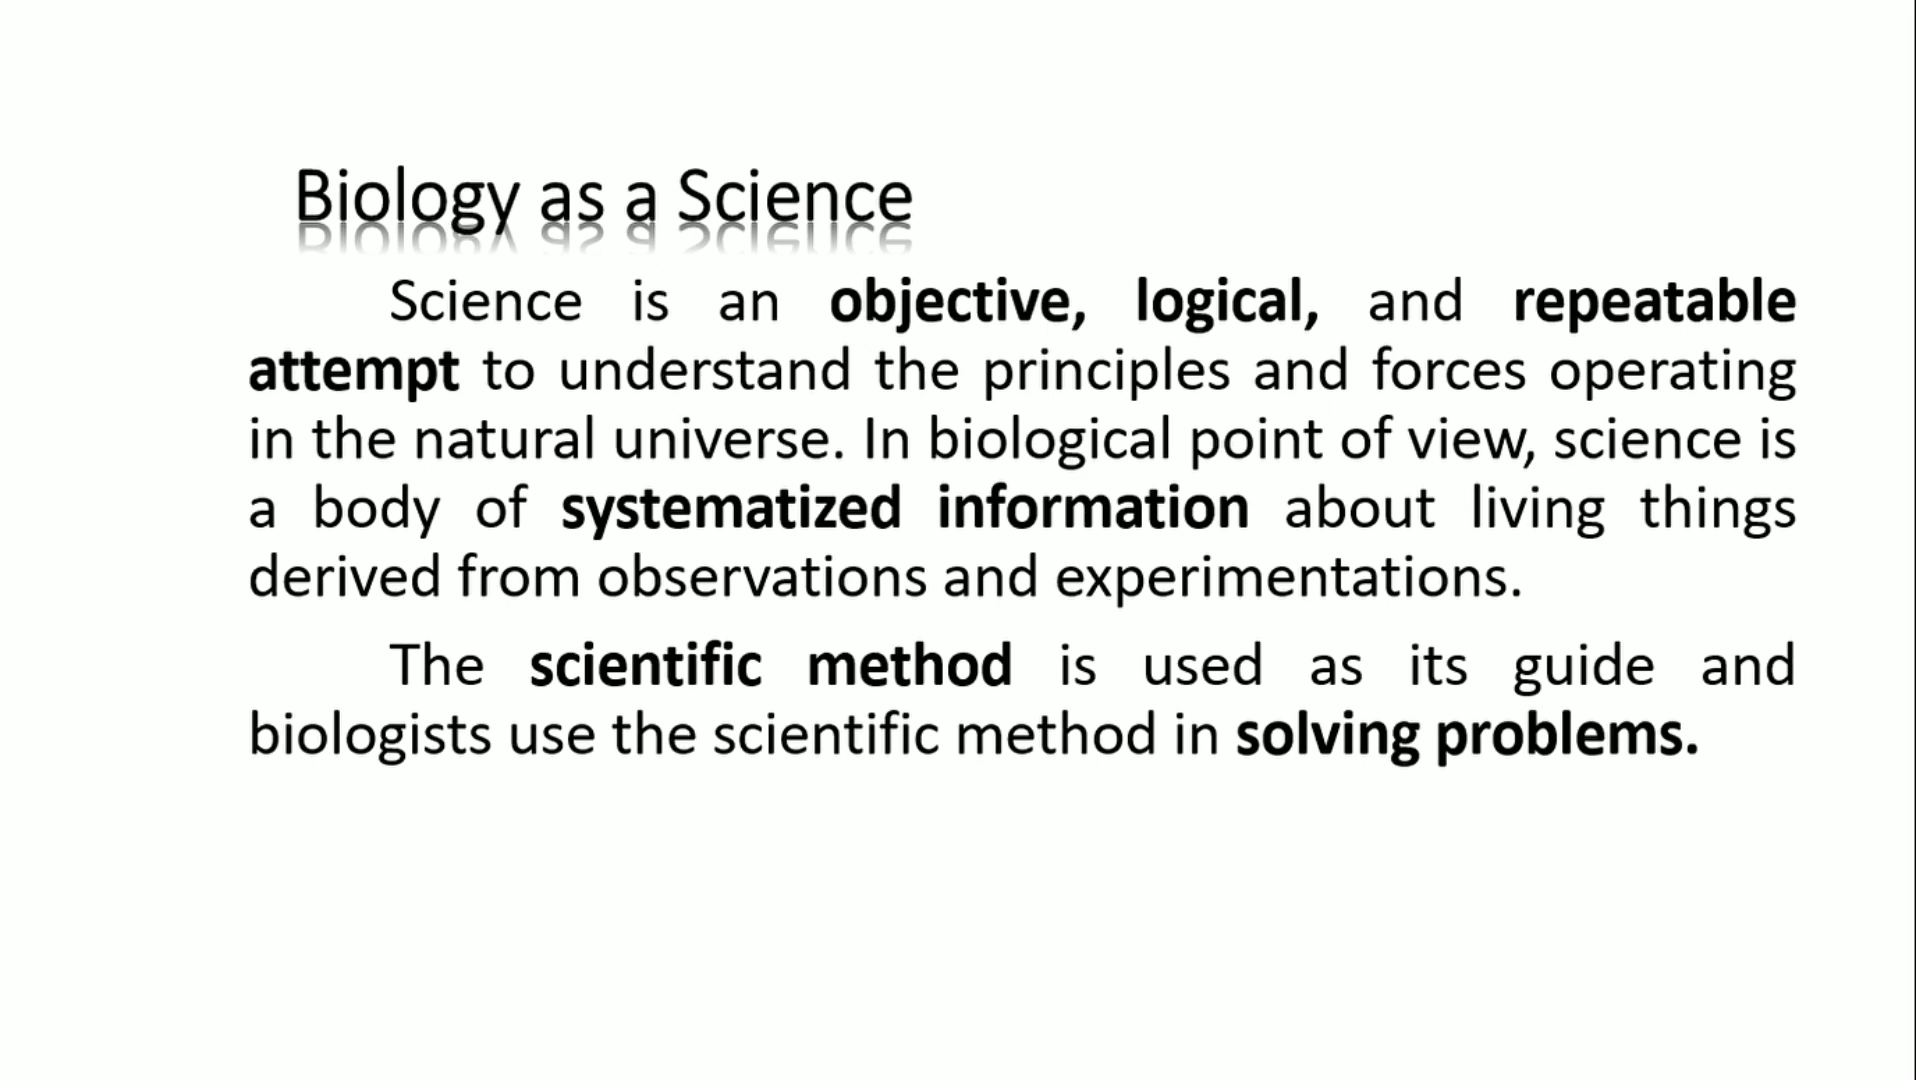 Biology as a Science
Science is an objective, logical, and repeatable
attempt to understand the principles and forces operating
in the natural universe. In biological point of view, science is
a body of systematized information about living things
derived from observations and experimentations.
The scientific method is used as its guide and
biologists use the scientific method in solving problems.